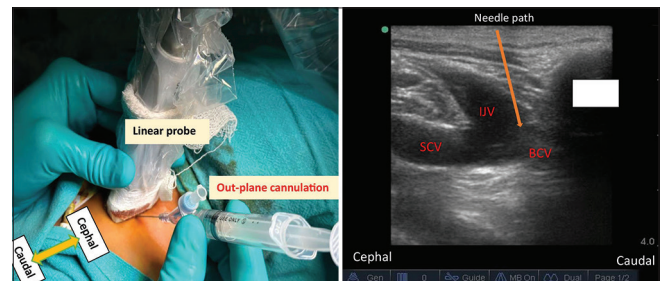 Linear probe
Out-plane cannulation
Cephal
Caudal
Needle path
IJV
SCV
BCV
4.0
Cephal
Caudal
Gen
0
Guide
MB On
Dual
Page 1/2